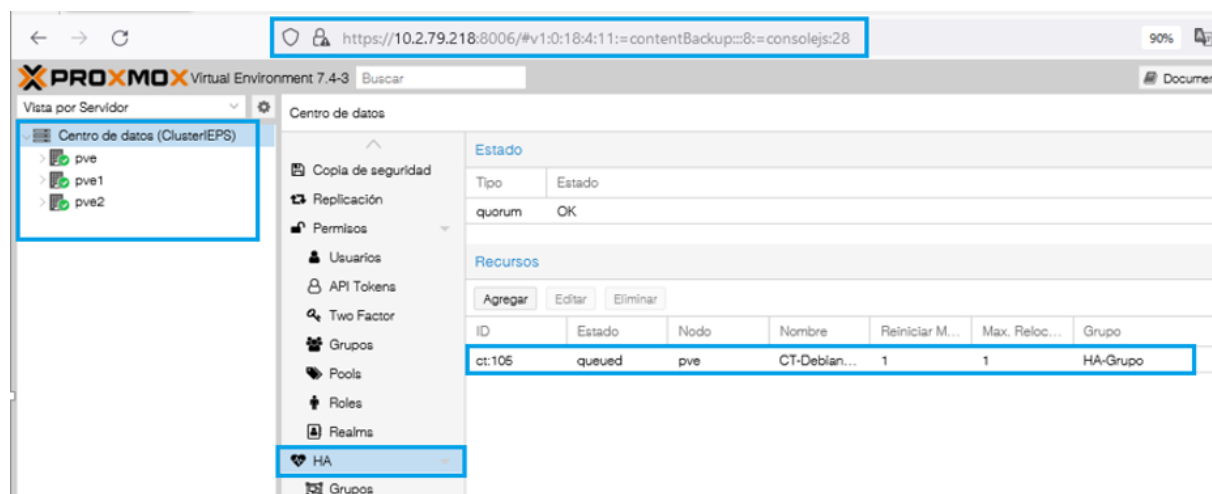 https://10.2.79.218:8006/#v1:0:18:4:11:=contentBackup:::8:=consolejs:28
90%
PROXMOX Virtual Environment 7.4-3 Buscar
Vista por Servidor
Centro de datos (ClusterIEPS)
pve
pve1
pve2
Centro de datos
Copia de seguridad
Replicación
Permisos
Usuarios
API Tokens
Two Factor
Grupos
Pools
Roles
Realms
HA
Grupos
Estado
Tipo Estado
quorum OK
Recursos
Agregar Editar Eliminar
ID Estado Nodo Nombre Reiniciar M... Max. Reloc... Grupo
ct:105 queued pve CT-Debian... 1 1 HA-Grupo